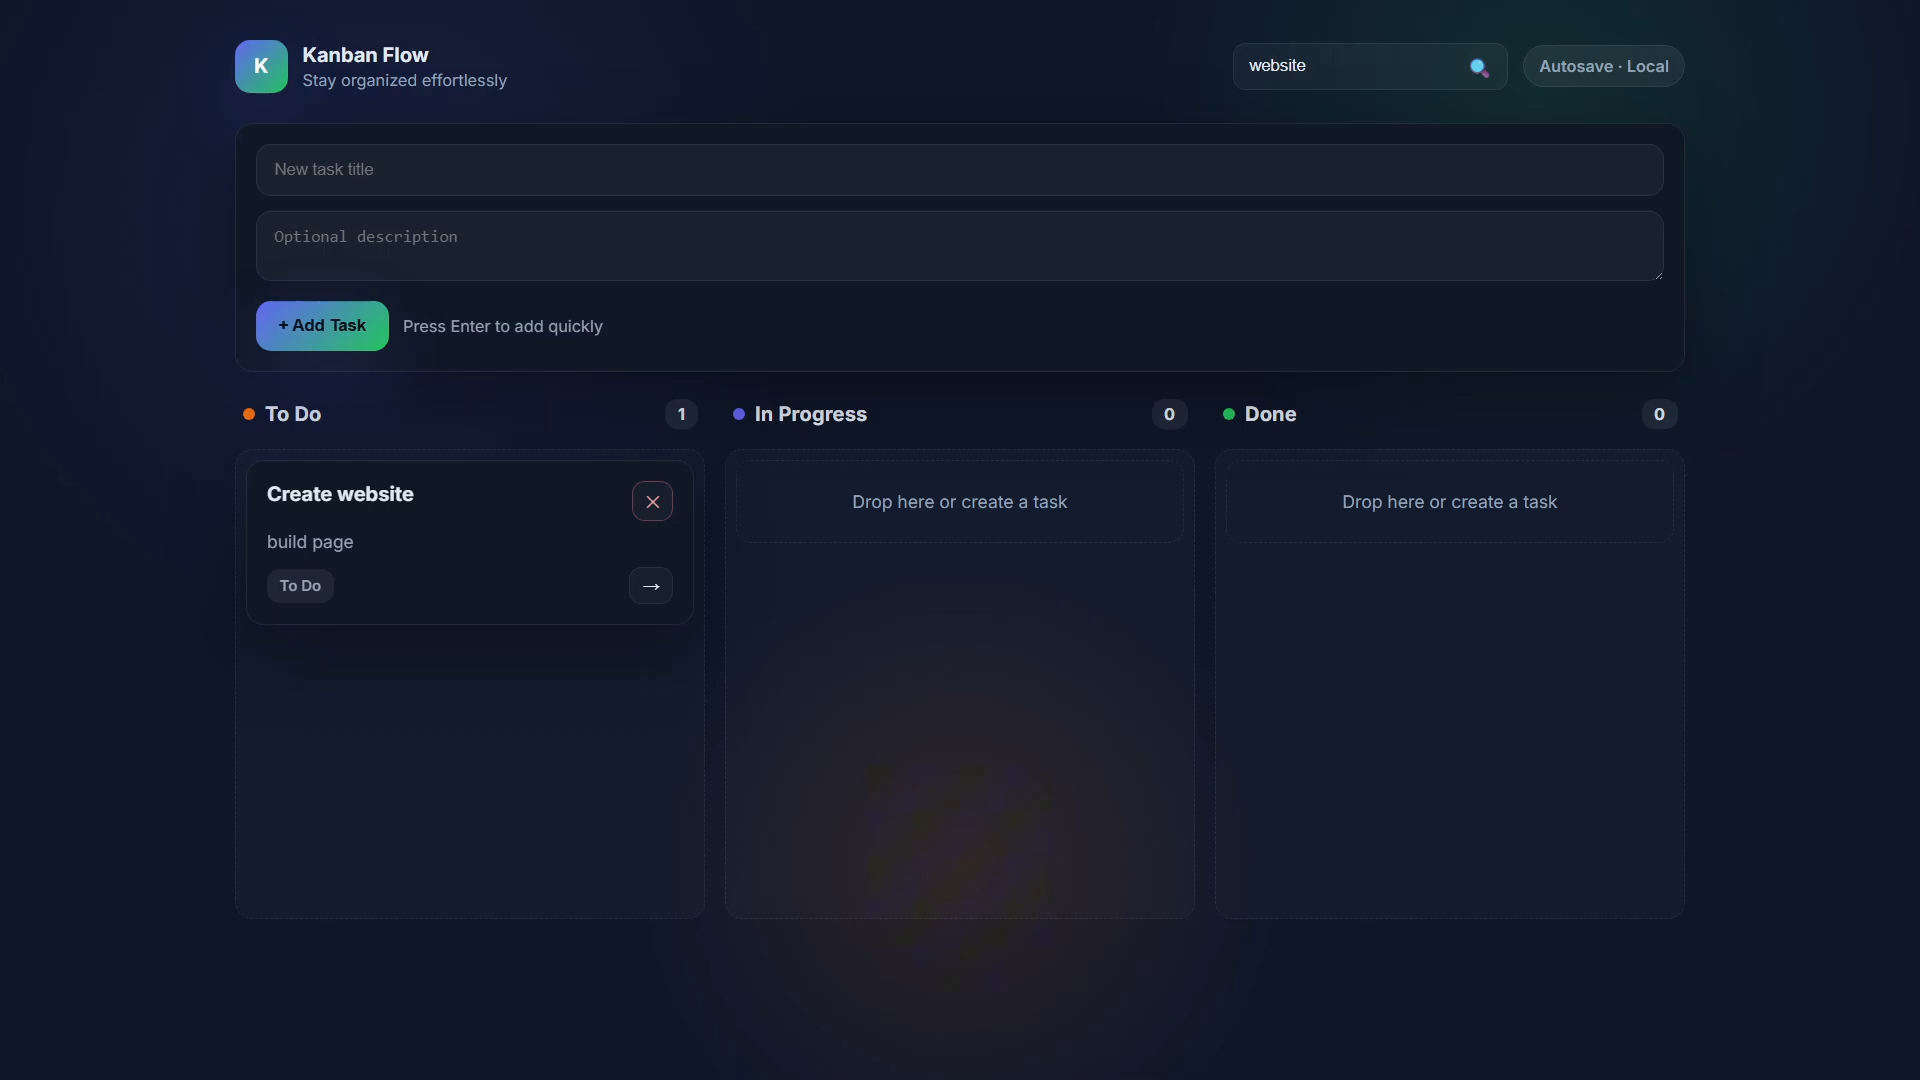 K
Kanban Flow
Stay organized effortlessly
website
Autosave · Local
New task title
Optional description
+ Add Task
Press Enter to add quickly
To Do
1
In Progress
0
Done
0
Create website
build page
To Do
→
Drop here or create a task
Drop here or create a task